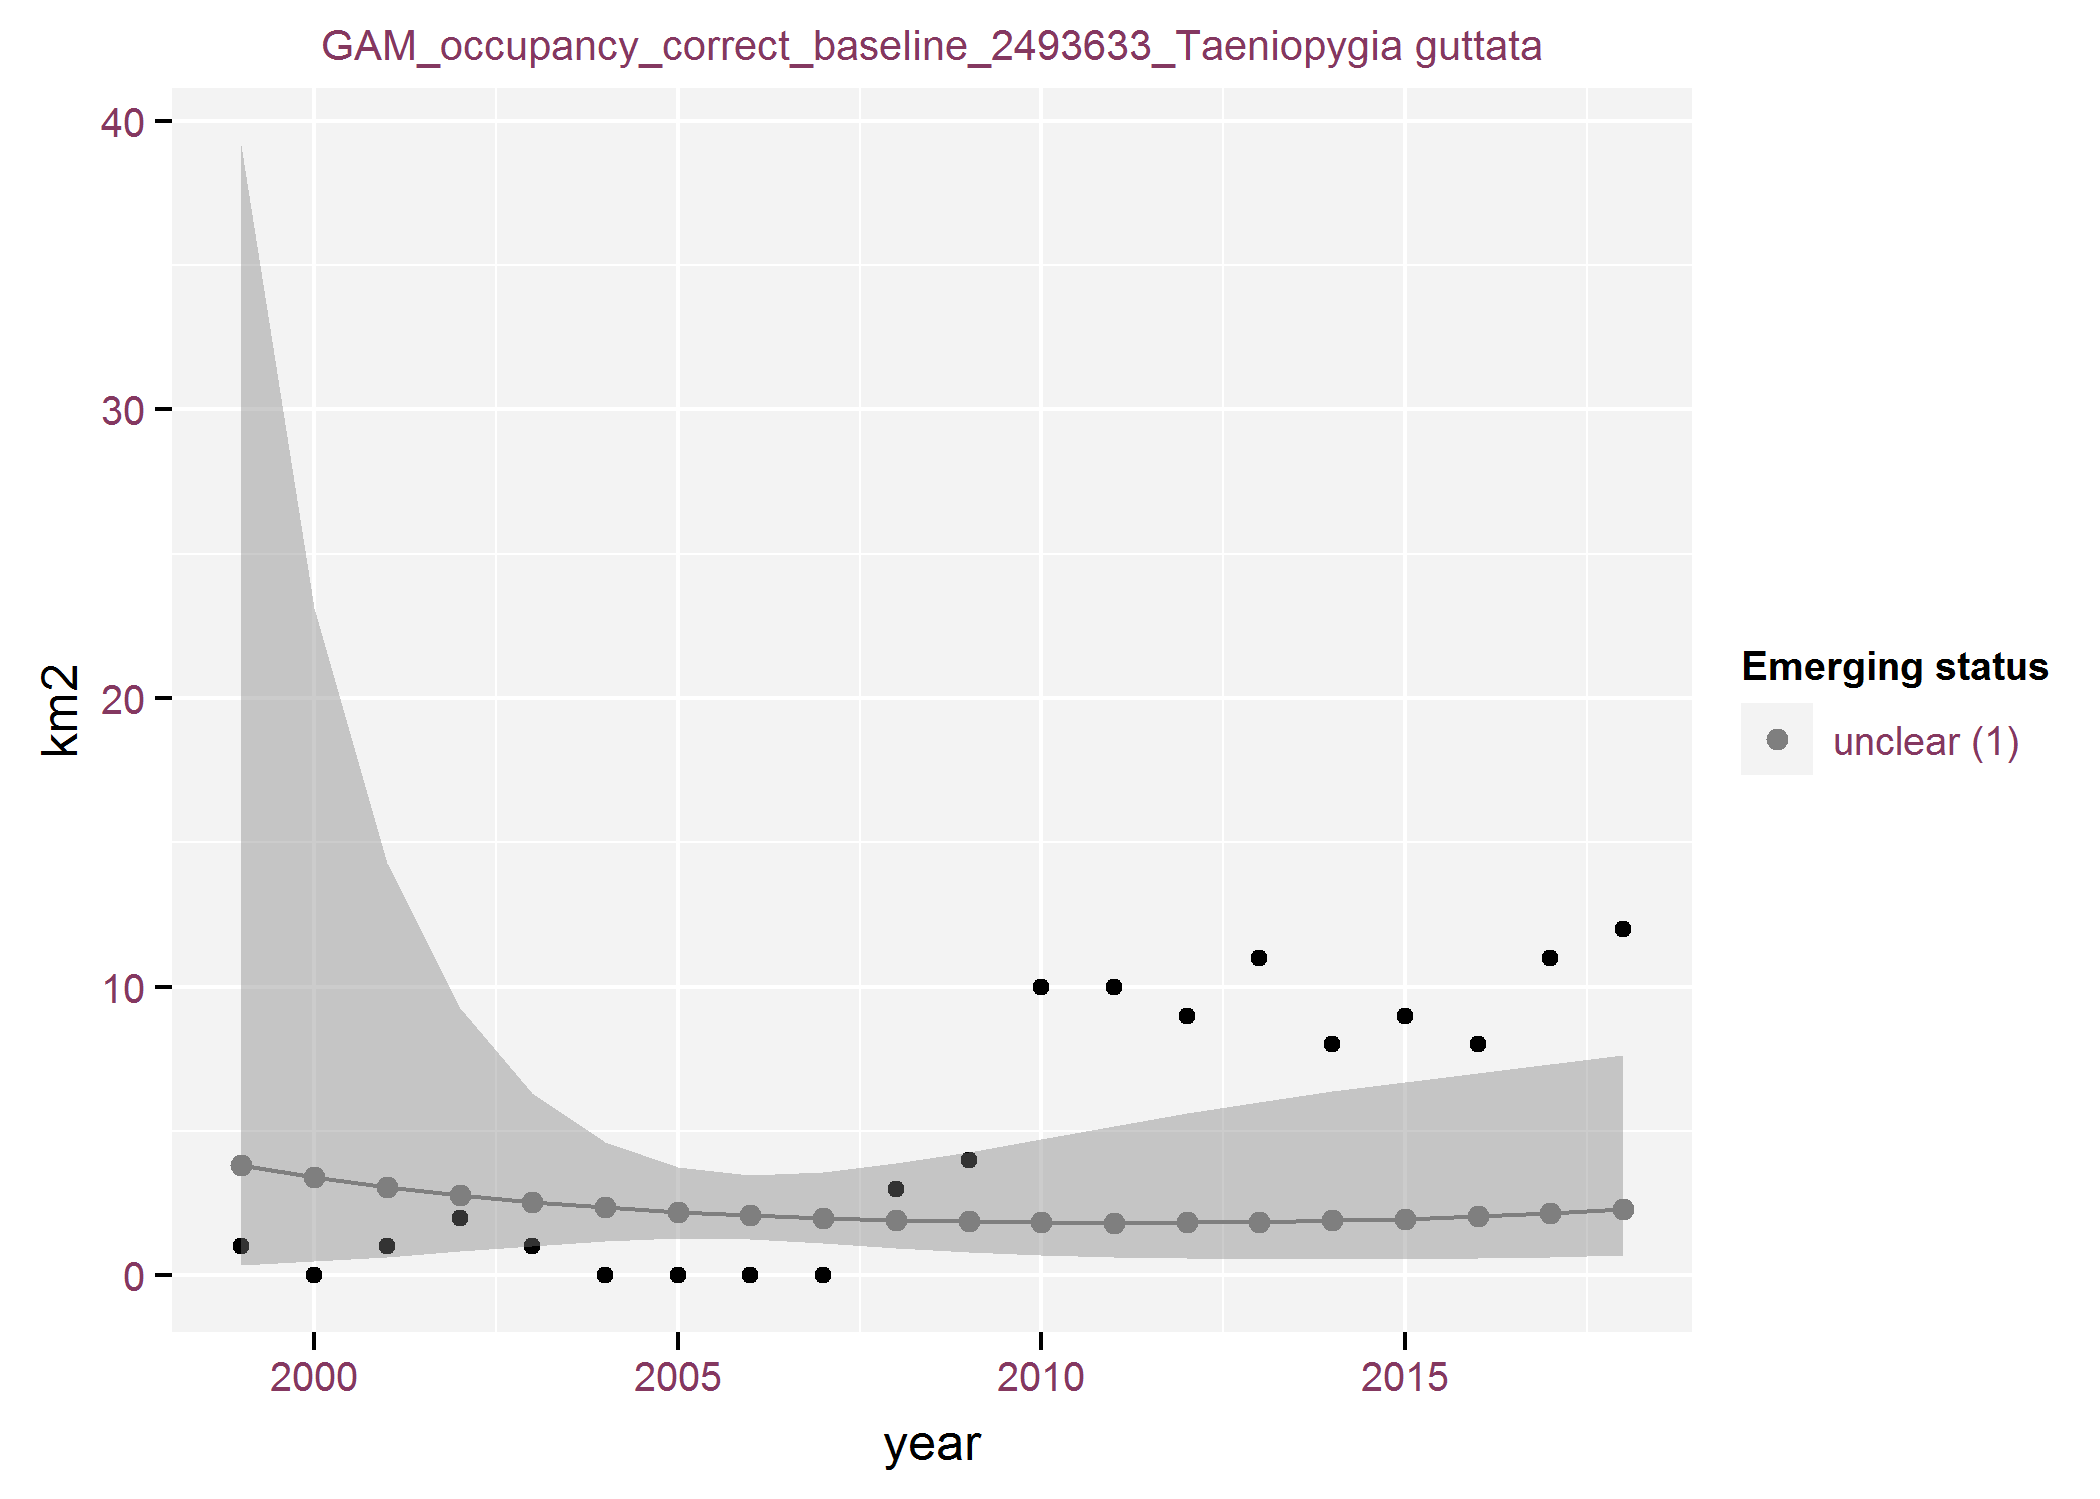 GAM_occupancy_correct_baseline_2493633_Taeniopygia guttata
40
30
20
10
0
km2
2000
2005
2010
2015
year
Emerging status
unclear (1)